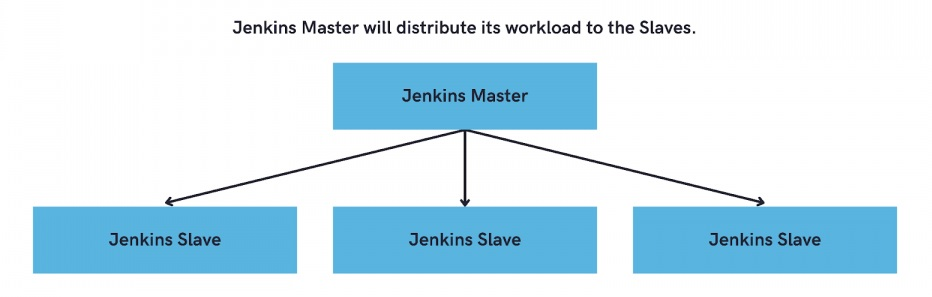 Jenkins Master will distribute its workload to the Slaves.
Jenkins Master
Jenkins Slave
Jenkins Slave
Jenkins Slave